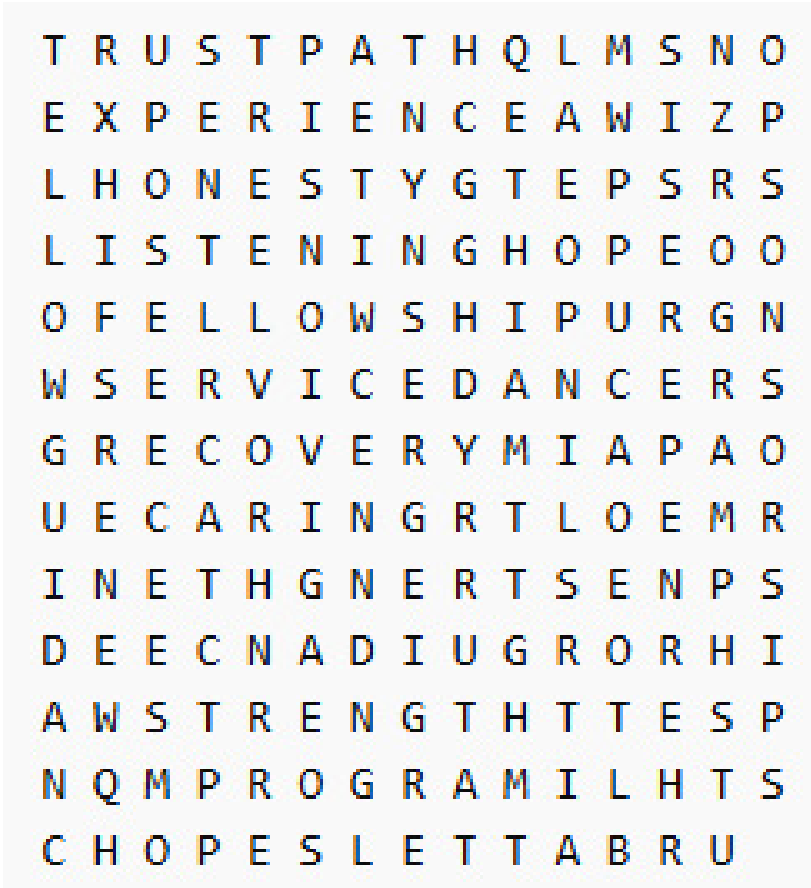 T R U S T P A T H Q L M S N O
E X P E R I E N C E A W I Z P
L H O N E S T Y G T E P S R S
L I S T E N I N G H O P E O O
O F E L L O W S H I P U R G N
W S E R V I C E D A N C E R S
G R E C O V E R Y M I A P A O
U E C A R I N G R T L O E M R
I N E T H G N E R T S E N P S
D E E C N A D I U G R O R H I
A W S T R E N G T H T T E S P
N Q M P R O G R A M I L H T S
C H O P E S L E T T A B R U